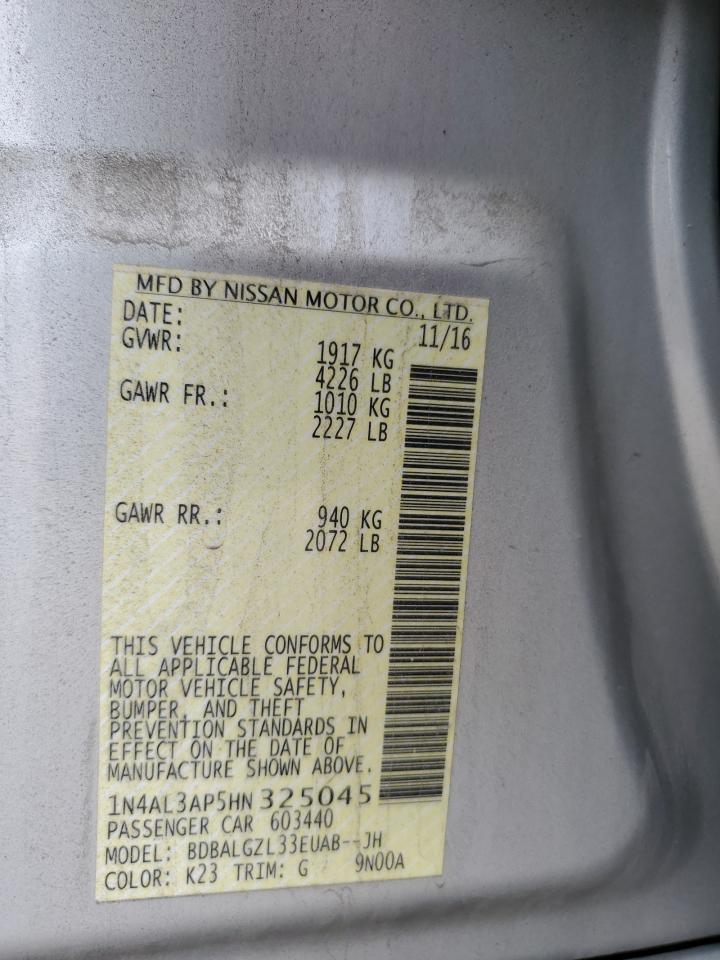 MFD BY NISSAN MOTOR CO., LTD.
DATE: 11/16
GVWR: 1917 KG
4226 LB
GAWR FR.: 1010 KG
2227 LB
GAWR RR.: 940 KG
2072 LB
THIS VEHICLE CONFORMS TO
ALL APPLICABLE FEDERAL
MOTOR VEHICLE SAFETY,
BUMPER, AND THEFT
PREVENTION STANDARDS IN
EFFECT ON THE DATE OF
MANUFACTURE SHOWN ABOVE.
1N4AL3AP5HN325045
PASSENGER CAR 603440
MODEL: BDBALGZL33EUAB--JH
COLOR: K23 TRIM: G 9N00A